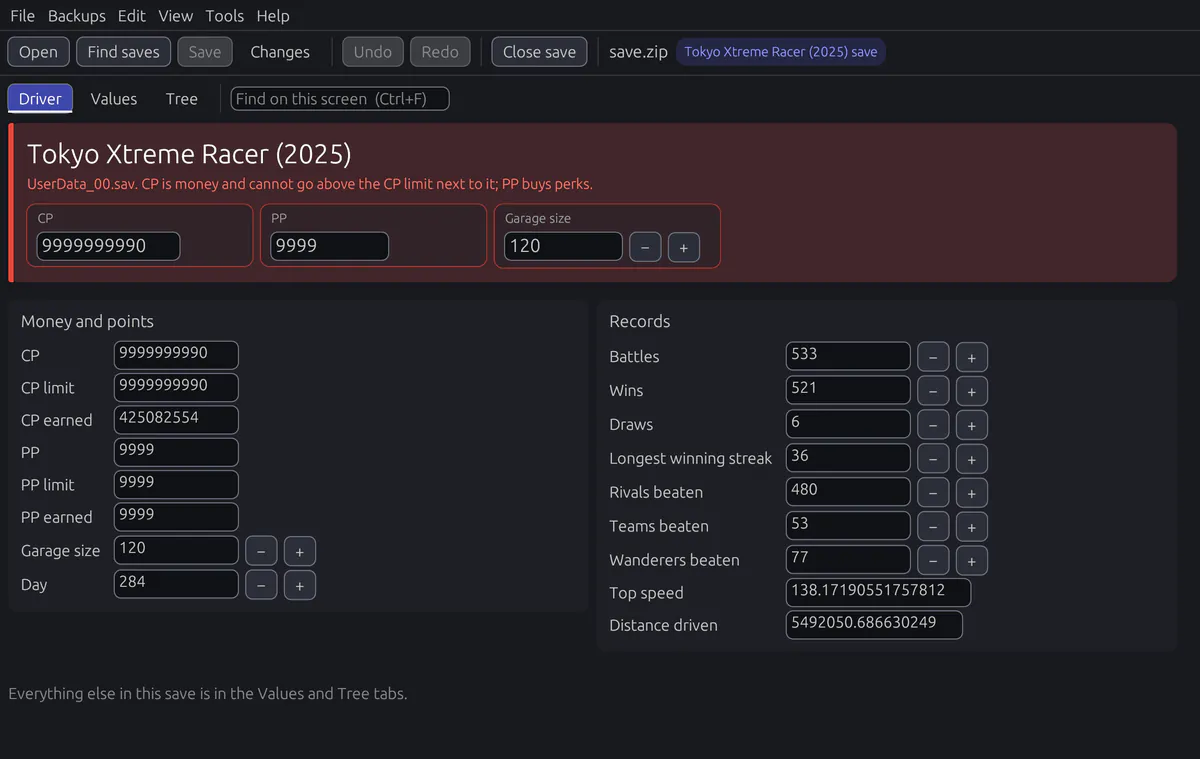 File Backups Edit View Tools Help
Open Find saves Save Changes Undo Redo Close save save.zip Tokyo Xtreme Racer (2025) save
Driver Values Tree Find on this screen (Ctrl+F)
Tokyo Xtreme Racer (2025)
UserData_00.sav. CP is money and cannot go above the CP limit next to it; PP buys perks.
CP PP Garage size
9999999990 9999 120 − +
Money and points
CP 9999999990
CP limit 9999999990
CP earned 425082554
PP 9999
PP limit 9999
PP earned 9999
Garage size 120 − +
Day 284 − +
Records
Battles 533 − +
Wins 521 − +
Draws 6 − +
Longest winning streak 36 − +
Rivals beaten 480 − +
Teams beaten 53 − +
Wanderers beaten 77 − +
Top speed 138.17190551757812
Distance driven 5492050.686630249
Everything else in this save is in the Values and Tree tabs.